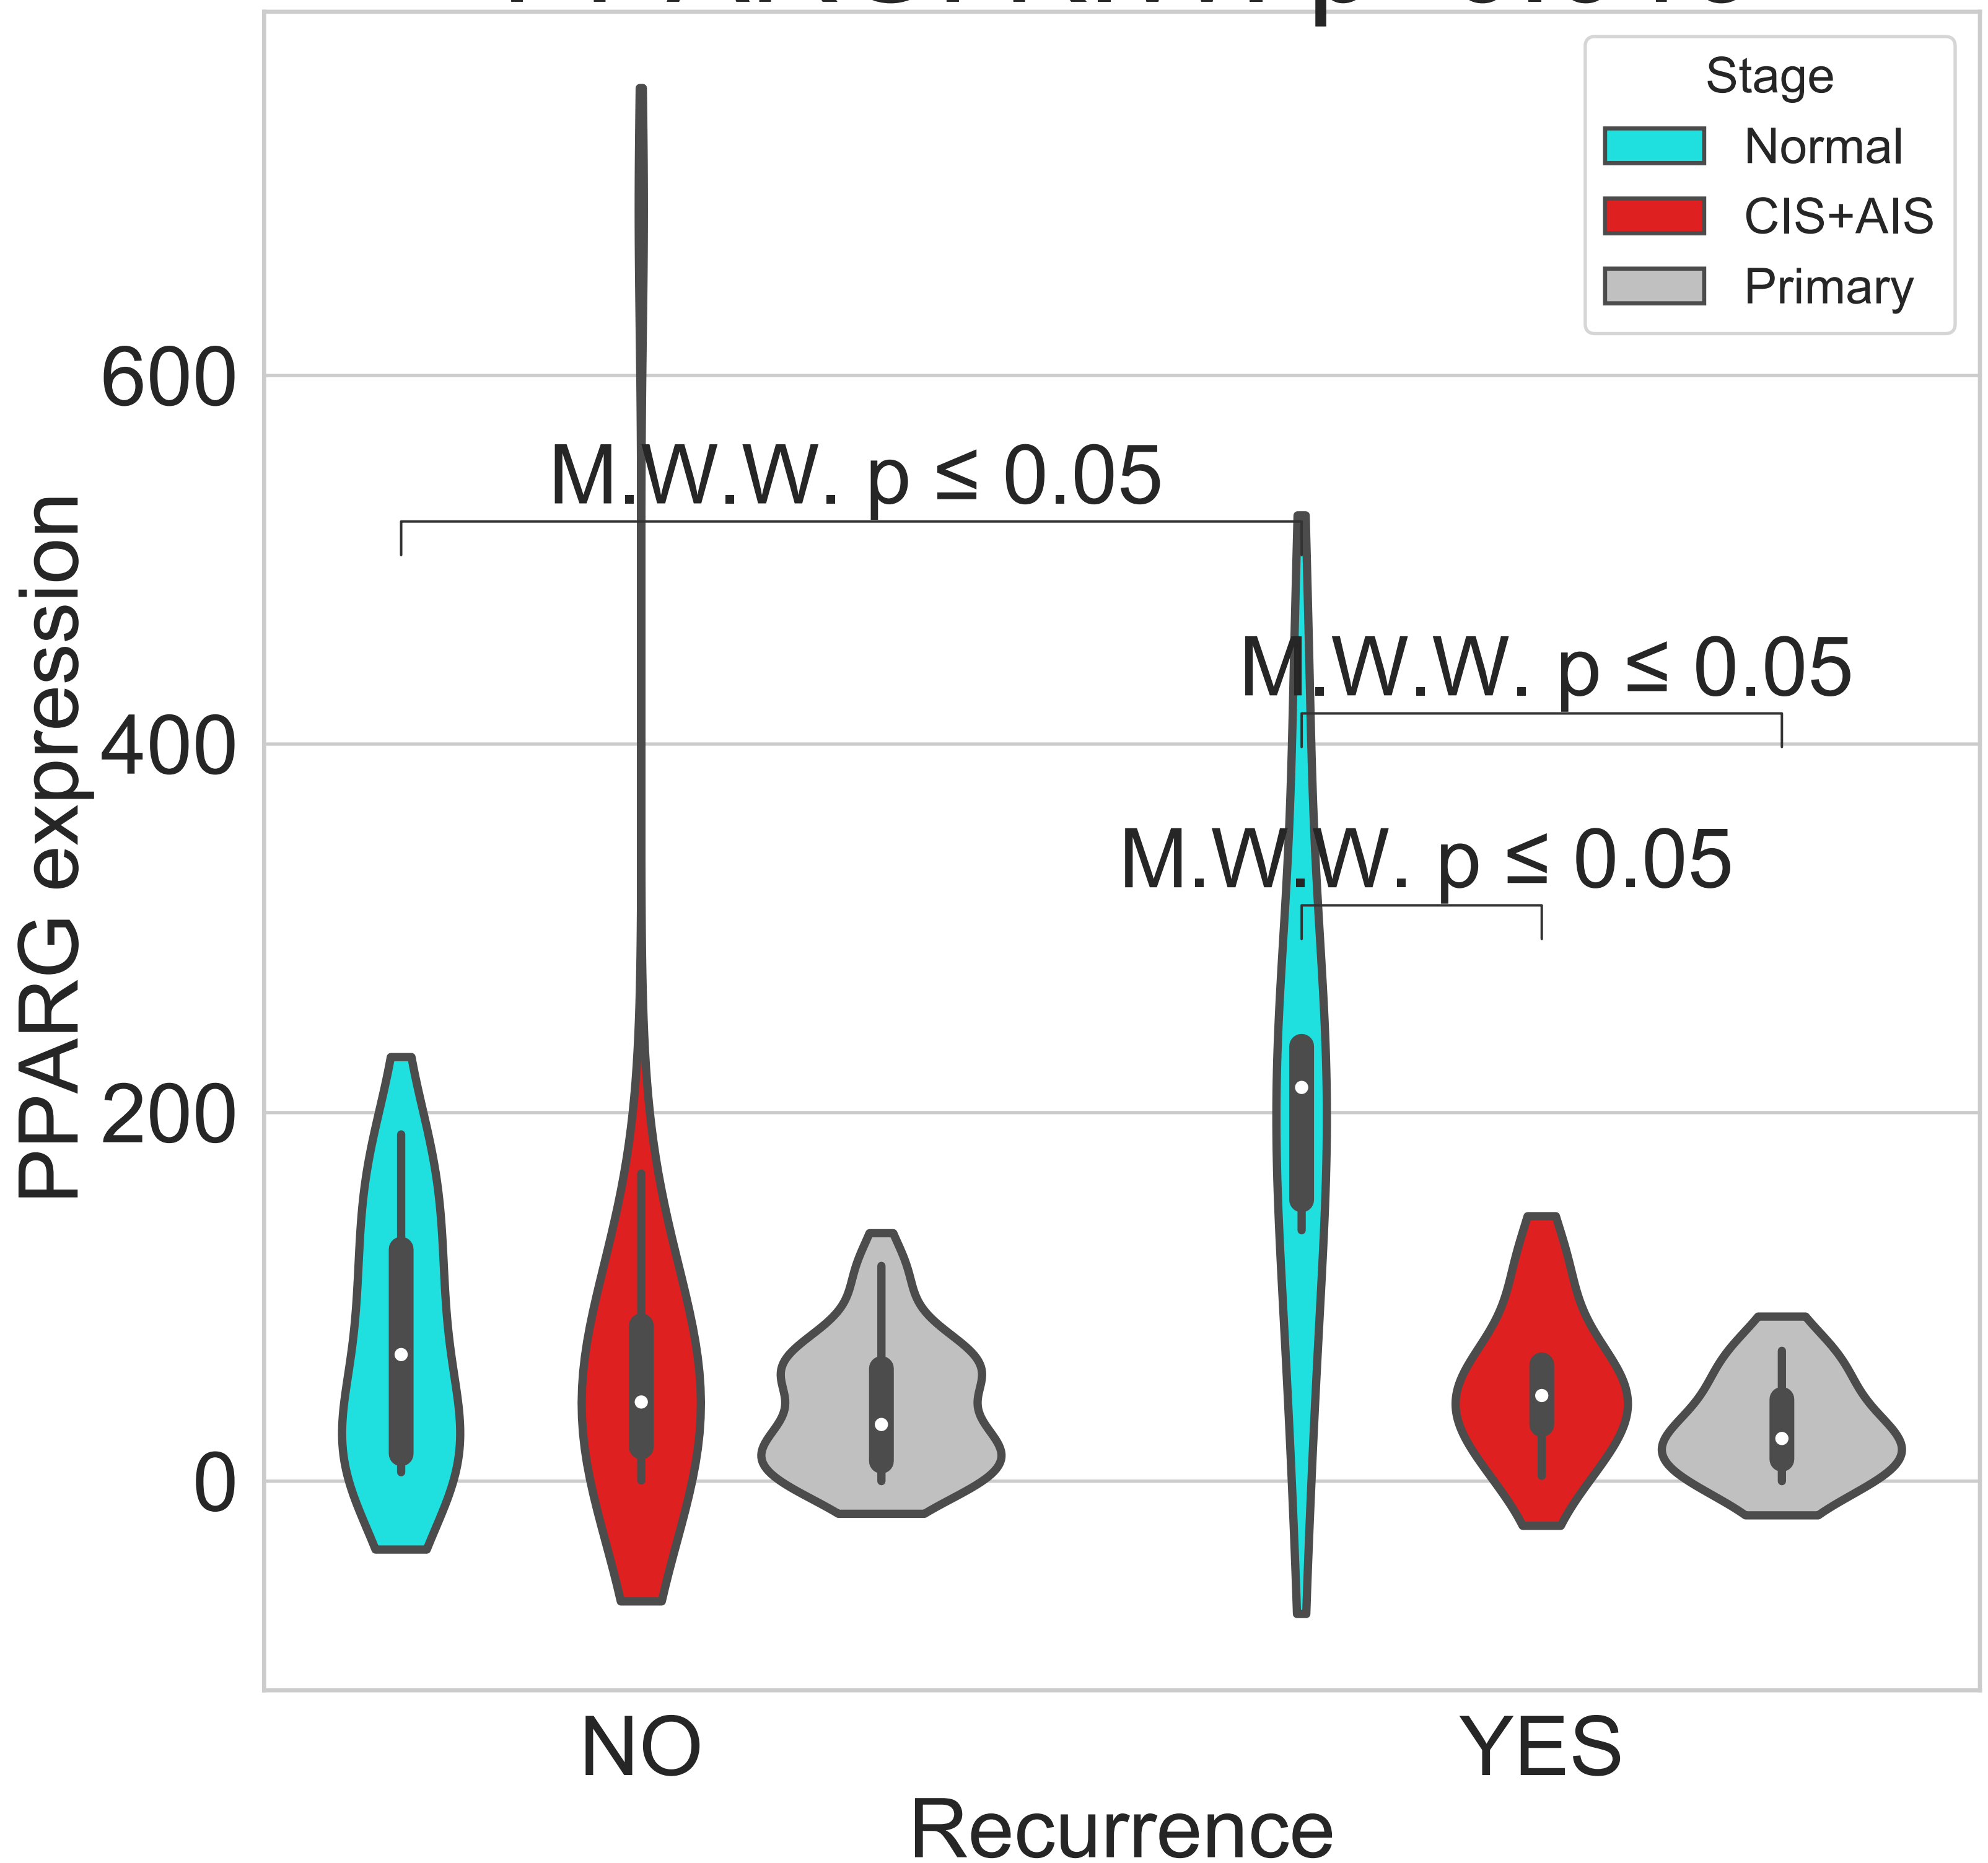 Stage
Normal
CIS+AIS
Primary
600
M.W.W. p ≤ 0.05
M.W.W. p ≤ 0.05
400
M.W.W. p ≤ 0.05
200
0
PPARG expression
NO
YES
Recurrence